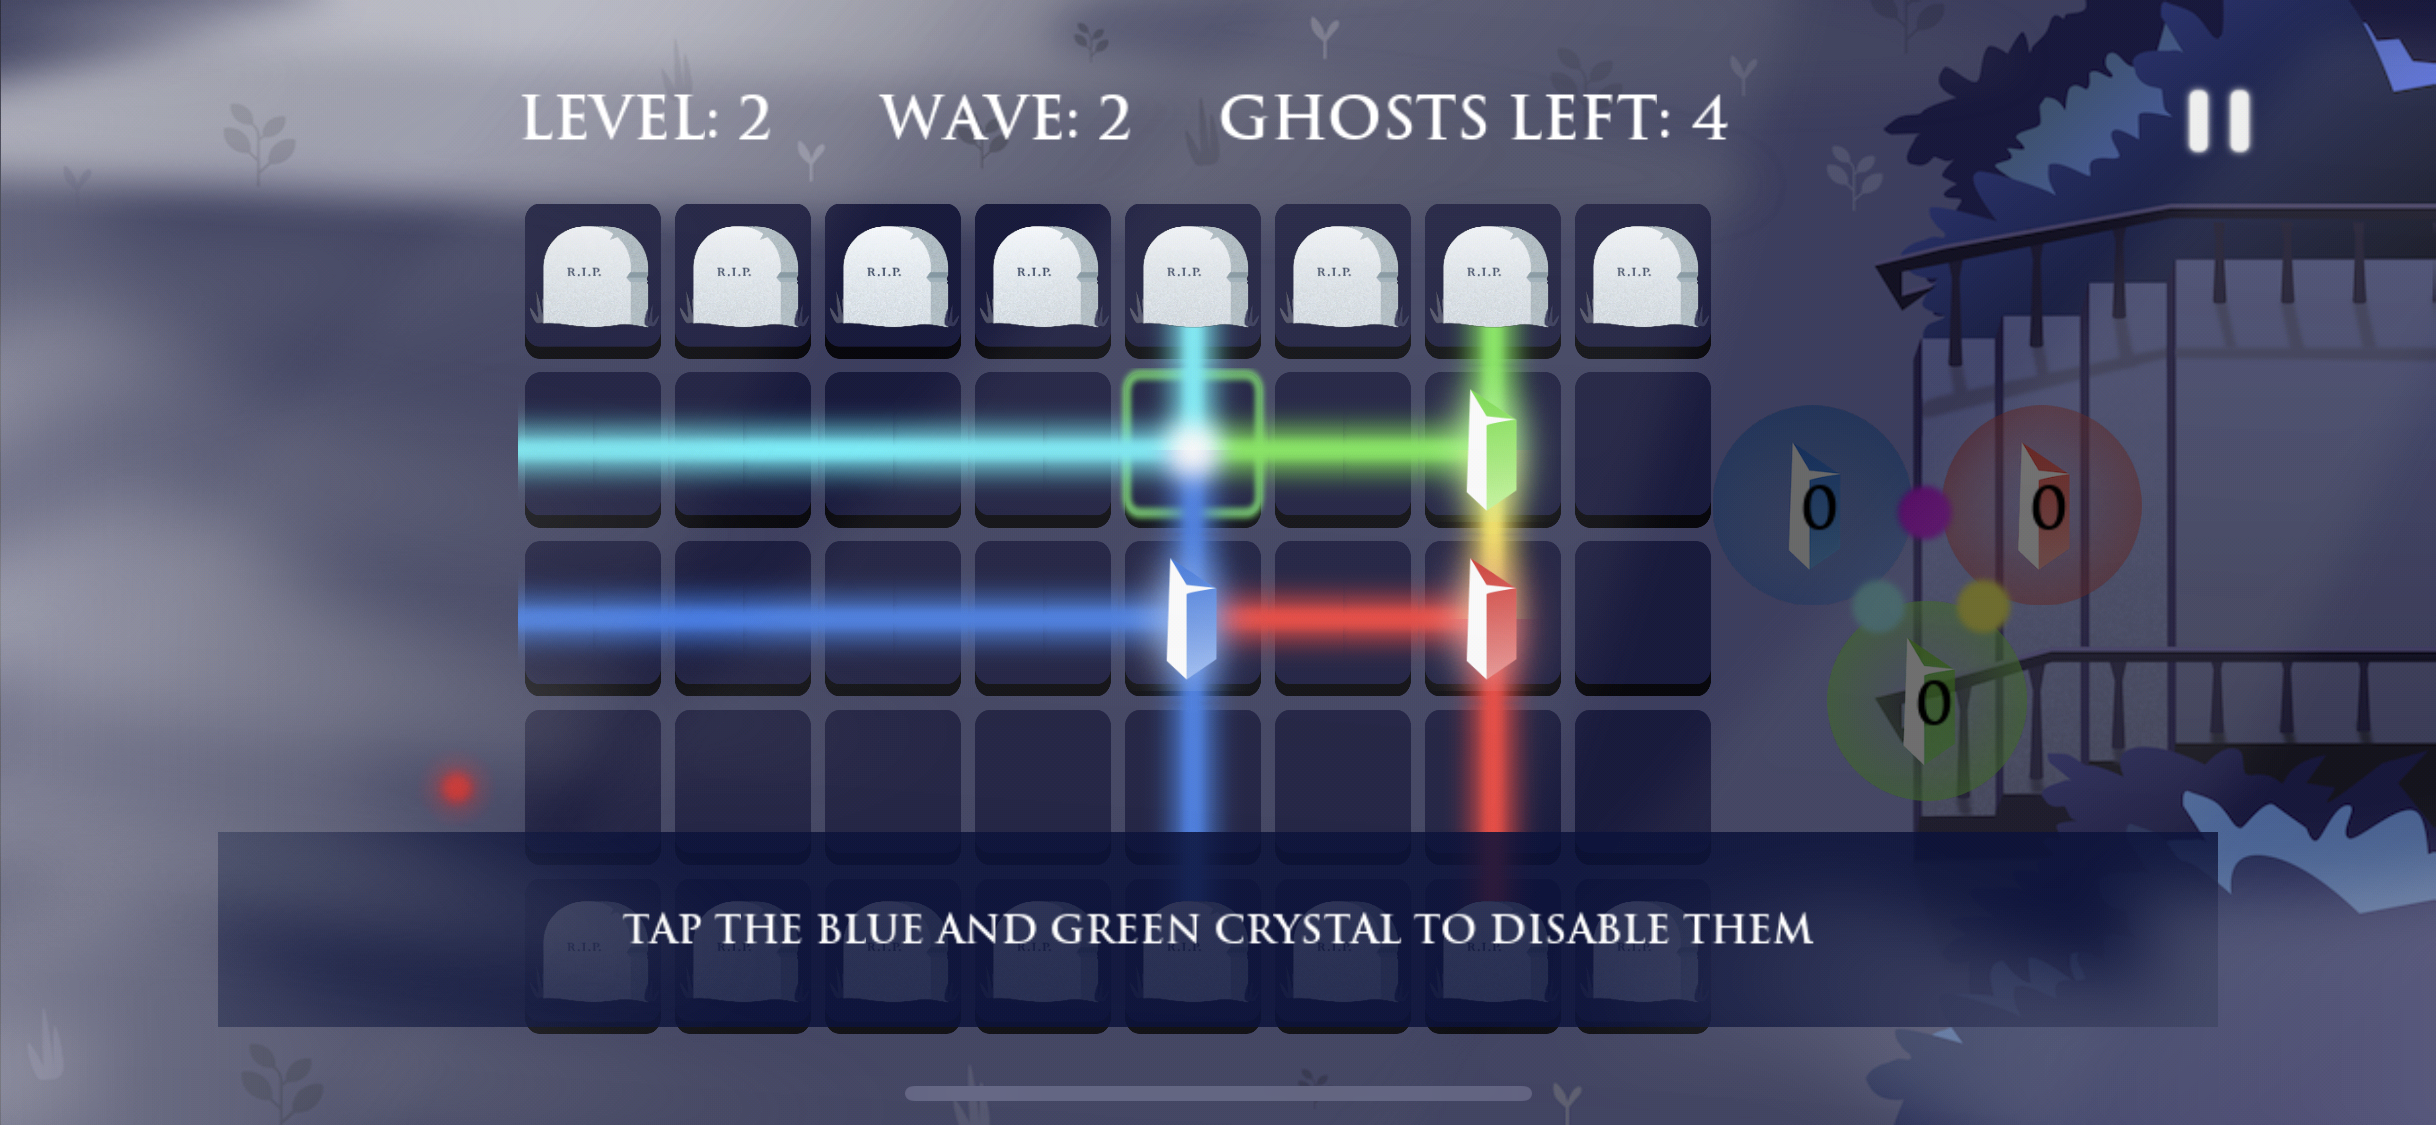 LEVEL: 2 WAVE: 2 GHOSTS LEFT: 4
R.I.P. R.I.P. R.I.P. R.I.P. R.I.P. R.I.P. R.I.P. R.I.P.
0 0
0
TAP THE BLUE AND GREEN CRYSTAL TO DISABLE THEM
R.I.P. R.I.P. R.I.P. R.I.P. R.I.P. R.I.P. R.I.P. R.I.P.